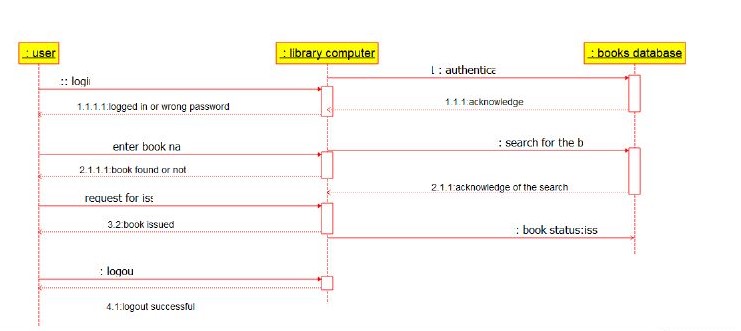 : user
: library computer
: books database
: authentica
:: logi
1.1.1:acknowledge
1.1.1.1:logged in or wrong password
: search for the b
enter book na
2.1.1.1:book found or not
2.1.1:acknowledge of the search
request for iss
3.2:book issued
: book status:iss
: logou
4.1:logout successful